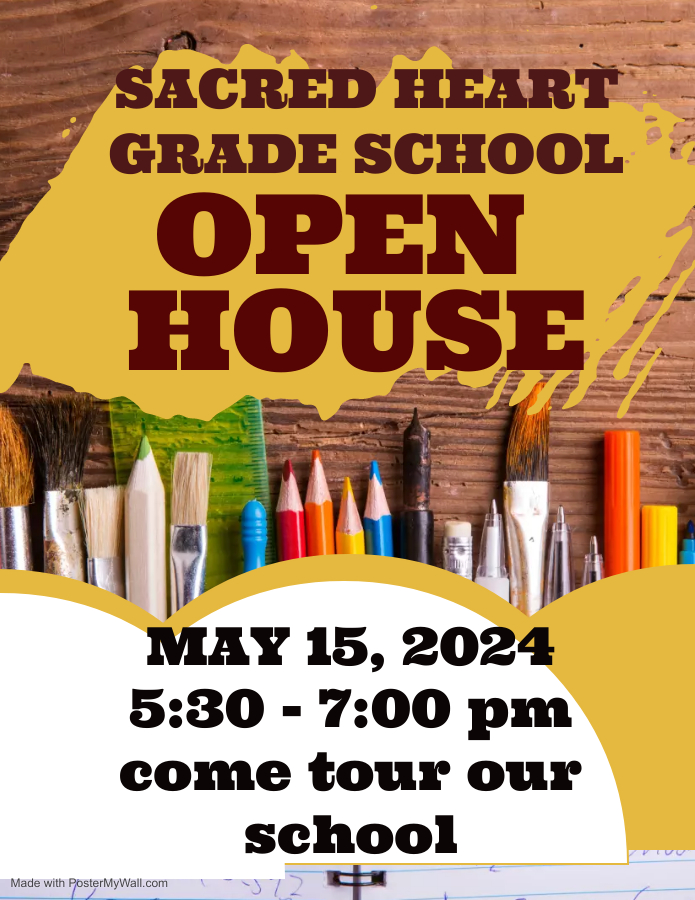 SACRED HEART
GRADE SCHOOL
OPEN
HOUSE
MAY 15, 2024
5:30 - 7:00 pm
come tour our
school
Made with PosterMyWall.com